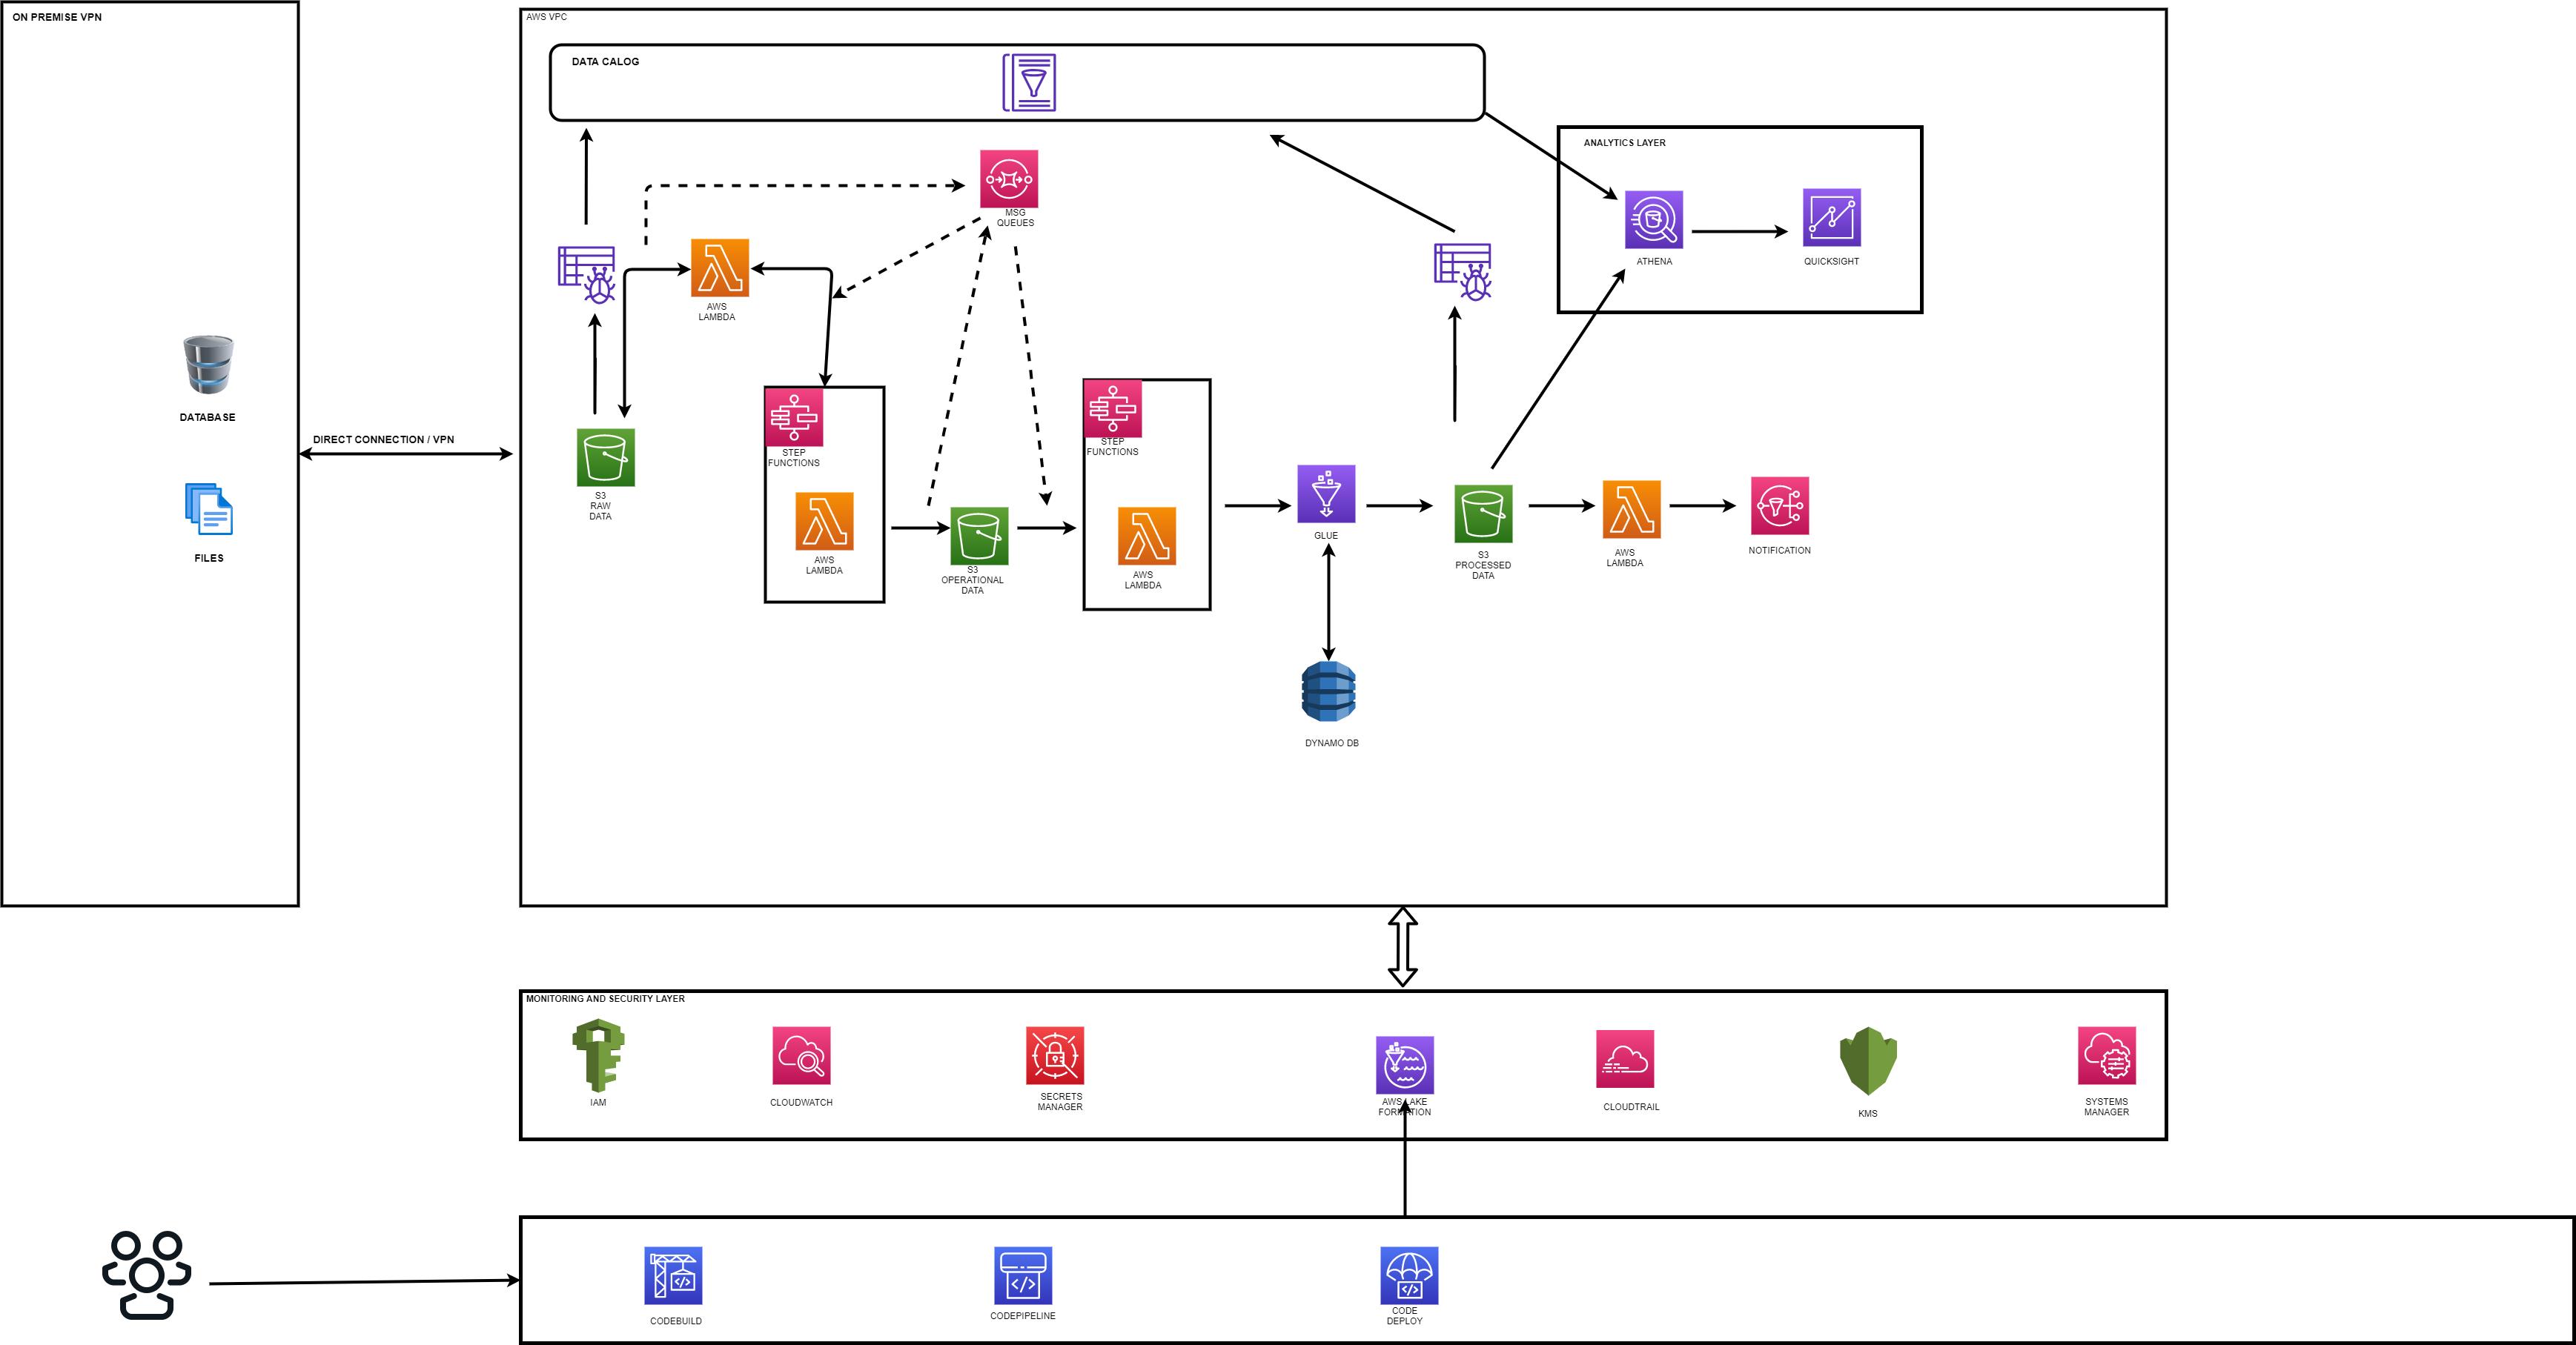 ON PREMISE VPN
AWS VPC
DATA CALOG
ANALYTICS LAYER
MSG
QUEUES
ATHENA
QUICKSIGHT
AWS
LAMBDA
DATABASE
DIRECT CONNECTION / VPN
STEP
FUNCTIONS
STEP
FUNCTIONS
S3
RAW
DATA
FILES
AWS
LAMBDA
S3
OPERATIONAL
DATA
AWS
LAMBDA
GLUE
S3
PROCESSED
DATA
AWS
LAMBDA
NOTIFICATION
DYNAMO DB
MONITORING AND SECURITY LAYER
IAM
CLOUDWATCH
SECRETS
MANAGER
AWS LAKE
FORMATION
CLOUDTRAIL
KMS
SYSTEMS
MANAGER
CODEBUILD
CODEPIPELINE
CODE
DEPLOY